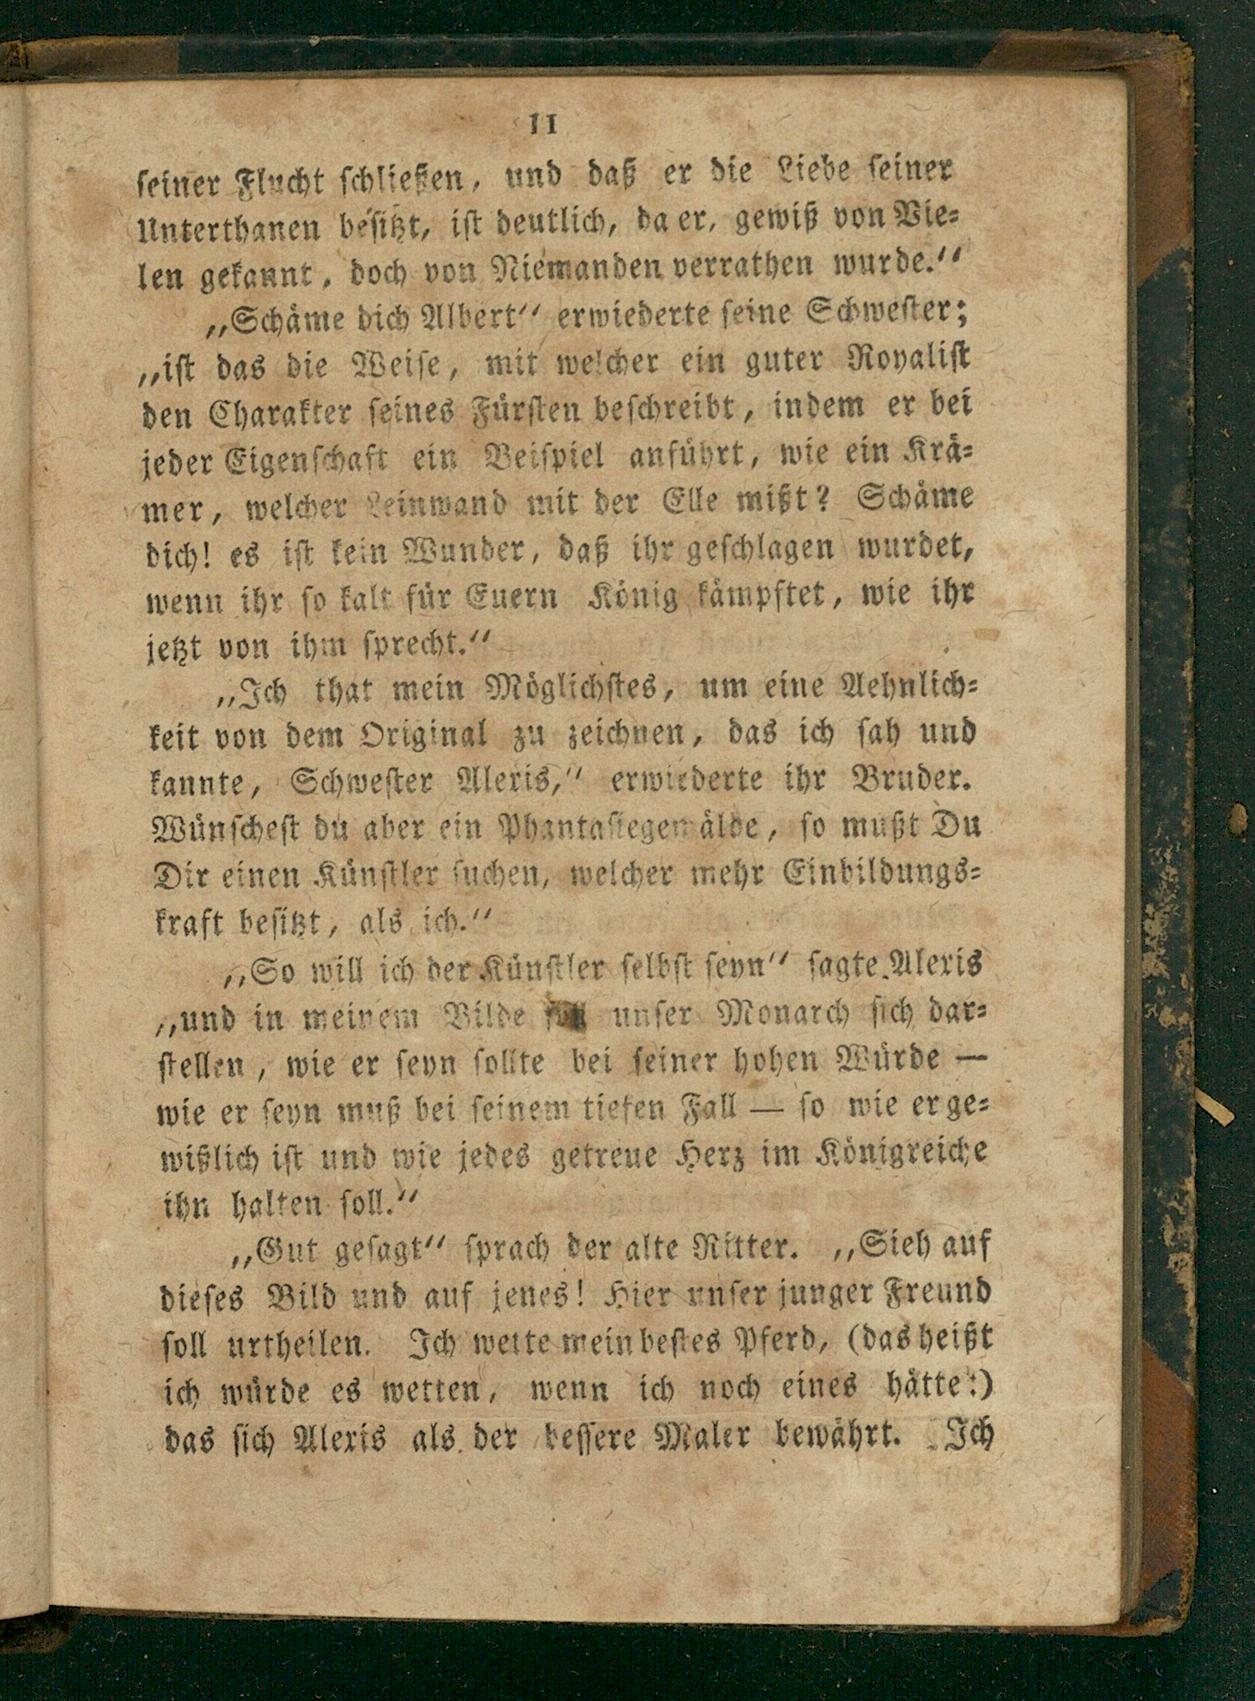 11
seiner Flucht schließen, und daß er die Liebe seiner
Unterthanen besitzt, ist deutlich, da er, gewiß von Vie-
len gekannt, doch von Niemanden verrathen wurde.“
„Schäme dich Albert“ erwiederte seine Schwester;
„ist das die Weise, mit welcher ein guter Royalist
den Charakter seines Fürsten beschreibt, indem er bei
jeder Eigenschaft ein Beispiel anführt, wie ein Krä-
mer, welcher Leinwand mit der Elle mißt? Schäme
dich! es ist kein Wunder, daß ihr geschlagen wurdet,
wenn ihr so kalt für Euern König kämpftet, wie ihr
jetzt von ihm sprecht.“
„Ich that mein Möglichstes, um eine Aehnlich-
keit von dem Original zu zeichnen, das ich sah und
kannte, Schwester Alexis,“ erwiederte ihr Bruder.
Wünschest du aber ein Phantasiegemälde, so mußt Du
Dir einen Künstler suchen, welcher mehr Einbildungs-
kraft besitzt, als ich.“
„So will ich der Künstler selbst seyn“ sagte Alexis
„und in meinem Bilde soll unser Monarch sich dar-
stellen, wie er seyn sollte bei seiner hohen Würde —
wie er seyn muß bei seinem tiefen Fall — so wie er ge-
wißlich ist und wie jedes getreue Herz im Königreiche
ihn halten soll.“
„Gut gesagt“ sprach der alte Ritter. „Sieh auf
dieses Bild und auf jenes! Hier unser junger Freund
soll urtheilen. Ich wette mein bestes Pferd, (das heißt
ich würde es wetten, wenn ich noch eines hätte:)
das sich Alexis als der bessere Maler bewährt. Ich